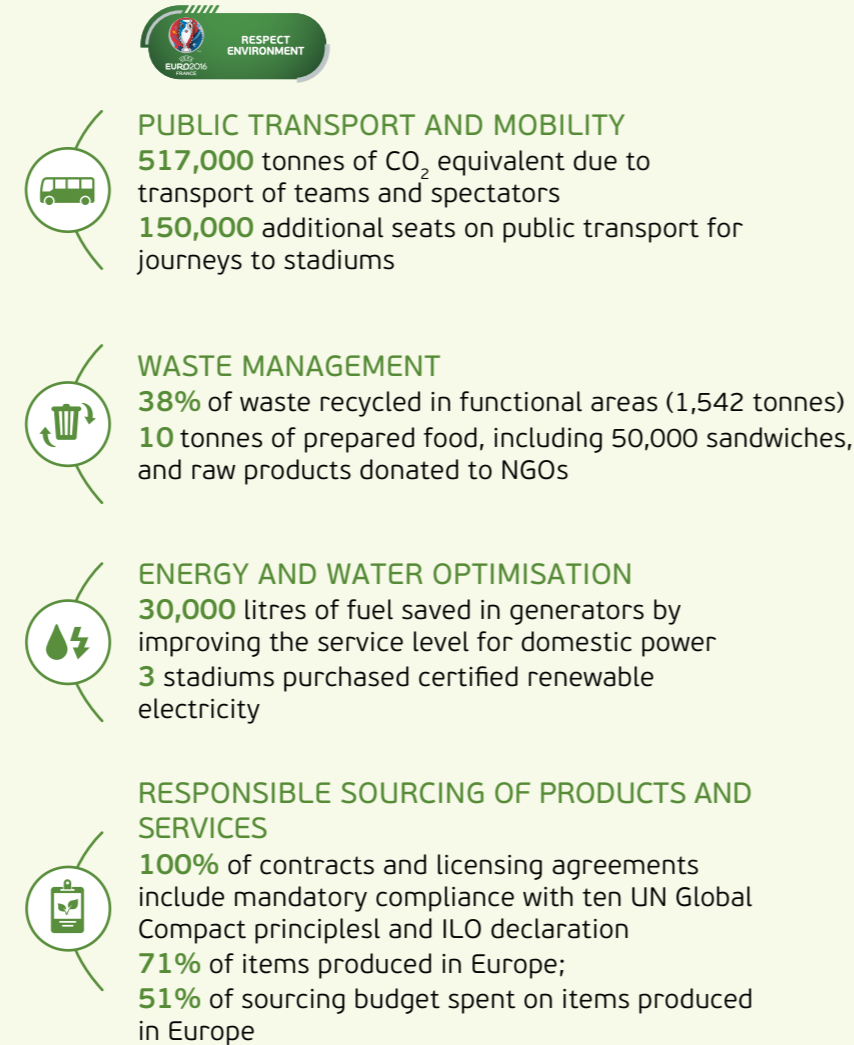 RESPECT
ENVIRONMENT
UEFA
EURO2016
FRANCE
PUBLIC TRANSPORT AND MOBILITY
517,000 tonnes of CO₂ equivalent due to
transport of teams and spectators
150,000 additional seats on public transport for
journeys to stadiums
WASTE MANAGEMENT
38% of waste recycled in functional areas (1,542 tonnes)
10 tonnes of prepared food, including 50,000 sandwiches,
and raw products donated to NGOs
ENERGY AND WATER OPTIMISATION
30,000 litres of fuel saved in generators by
improving the service level for domestic power
3 stadiums purchased certified renewable
electricity
RESPONSIBLE SOURCING OF PRODUCTS AND
SERVICES
100% of contracts and licensing agreements
include mandatory compliance with ten UN Global
Compact principlesl and ILO declaration
71% of items produced in Europe;
51% of sourcing budget spent on items produced
in Europe